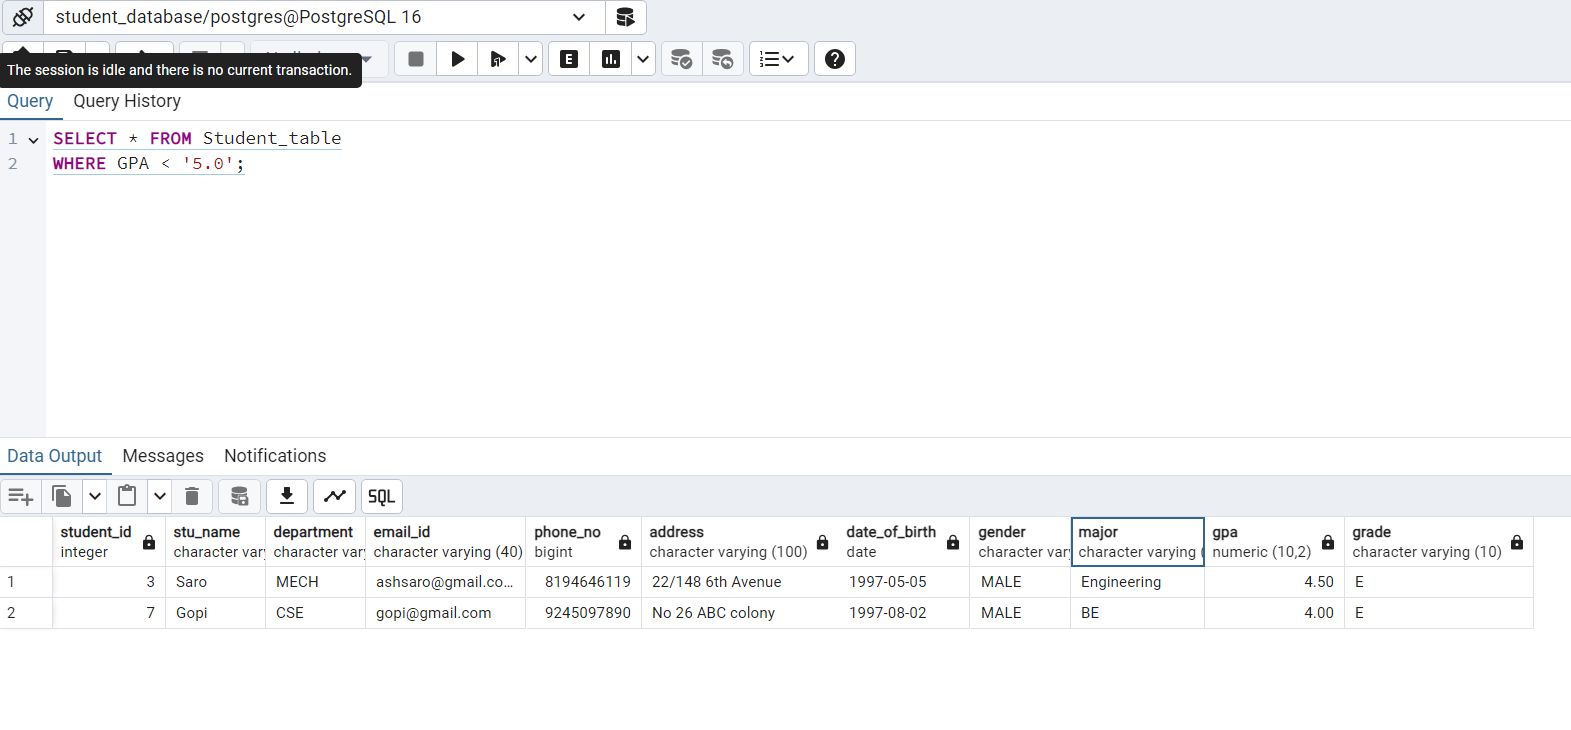 student_database/postgres@PostgreSQL 16
The session is idle and there is no current transaction.
E
Query Query History
1 SELECT * FROM Student_table
2 WHERE GPA < '5.0';
Data Output Messages Notifications
SQL
student_id stu_name department email_id phone_no address date_of_birth gender major gpa grade
integer character var character var character varying (40) bigint character varying (100) date character var character varying ( numeric (10,2) character varying (10)
1 3 Saro MECH ashsaro@gmail.co... 8194646119 22/148 6th Avenue 1997-05-05 MALE Engineering 4.50 E
2 7 Gopi CSE gopi@gmail.com 9245097890 No 26 ABC colony 1997-08-02 MALE BE 4.00 E